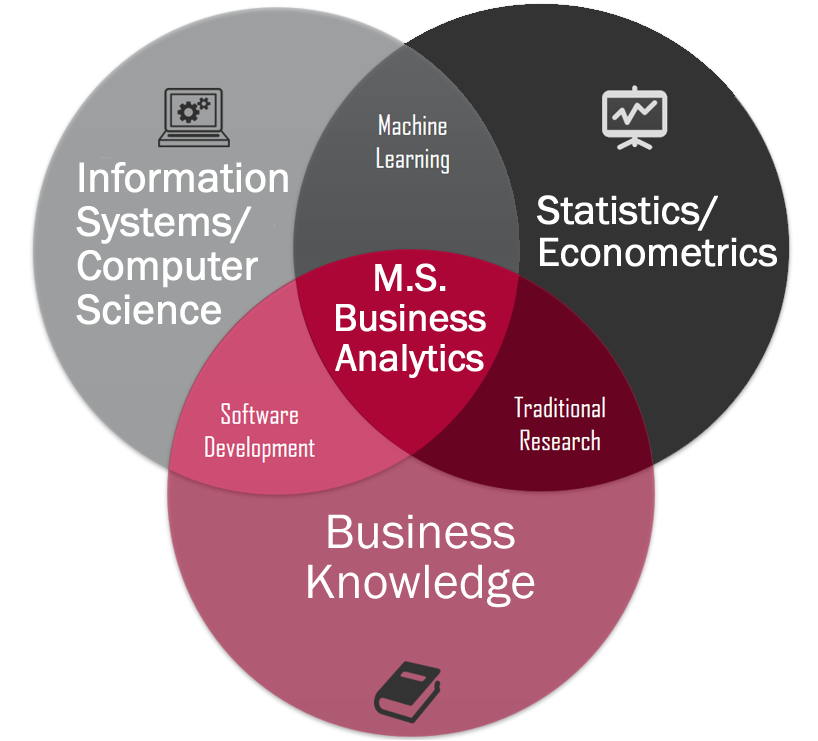 Machine
Learning
Information
Systems/
Computer
Science
Statistics/
Econometrics
M.S.
Business
Analytics
Software
Development
Traditional
Research
Business
Knowledge